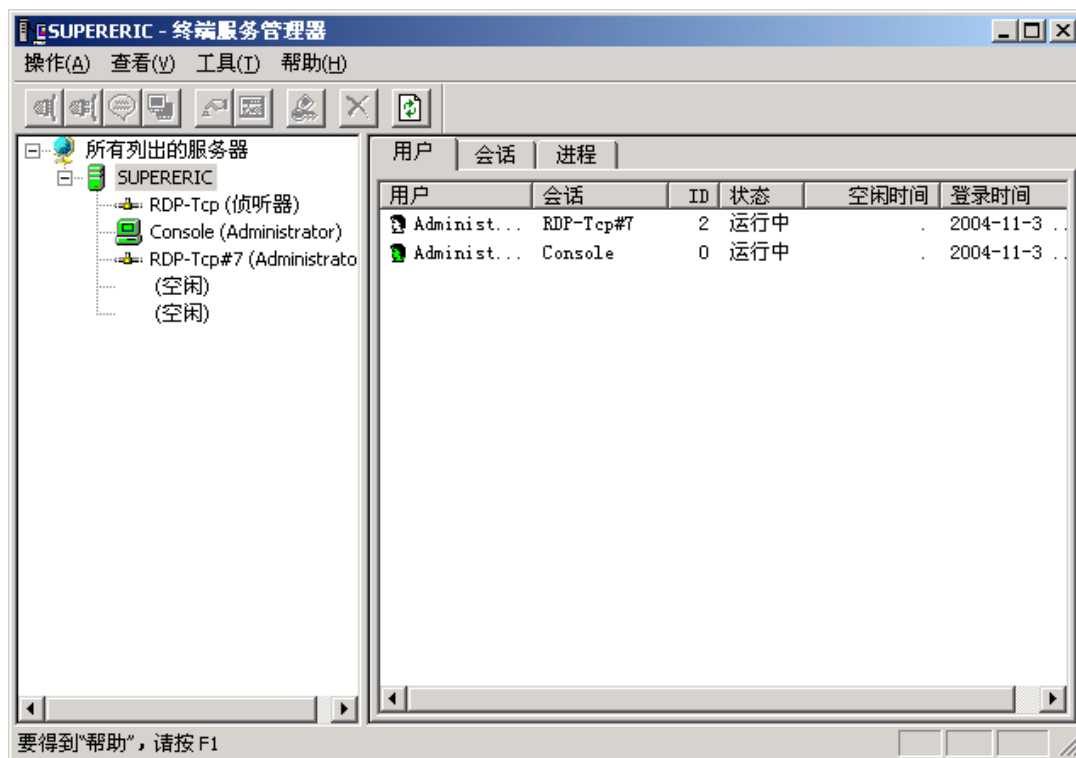 SUPERERIC - 终端服务管理器
操作(A) 查看(V) 工具(T) 帮助(H)
所有列出的服务器
SUPERERIC
RDP-Tcp (侦听器)
Console (Administrator)
RDP-Tcp#7 (Administrato
(空闲)
(空闲)
用户 会话 进程
用户 会话 ID 状态 空闲时间 登录时间
Administ... RDP-Tcp#7 2 运行中 . 2004-11-3 ..
Administ... Console 0 运行中 . 2004-11-3 ..
要得到“帮助”，请按 F1